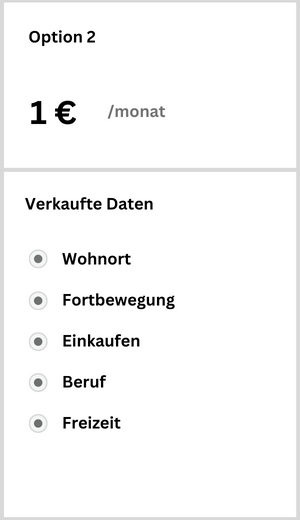 Option 2
1 € /monat
Verkaufte Daten
Wohnort
Fortbewegung
Einkaufen
Beruf
Freizeit